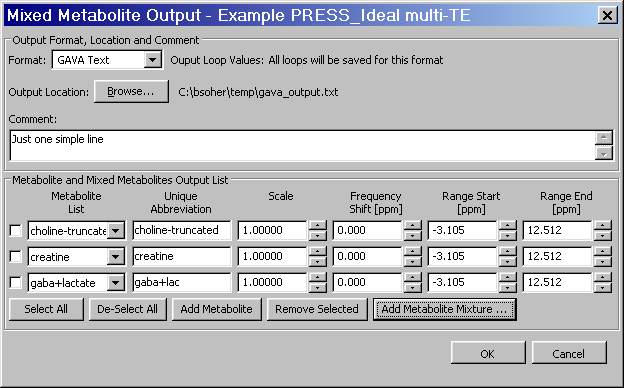 Mixed Metabolite Output - Example PRESS_Ideal multi-TE
Output Format, Location and Comment
Format: GAVA Text Ouput Loop Values: All loops will be saved for this format
Output Location: Browse... C:\bsoher\temp\gava_output.txt
Comment:
Just one simple line
Metabolite and Mixed Metabolites Output List
Metabolite List Unique Abbreviation Scale Frequency Shift [ppm] Range Start [ppm] Range End [ppm]
choline-truncate choline-truncated 1.00000 0.000 -3.105 12.512
creatine creatine 1.00000 0.000 -3.105 12.512
gaba+lactate gaba+lac 1.00000 0.000 -3.105 12.512
Select All De-Select All Add Metabolite Remove Selected Add Metabolite Mixture ...
OK Cancel